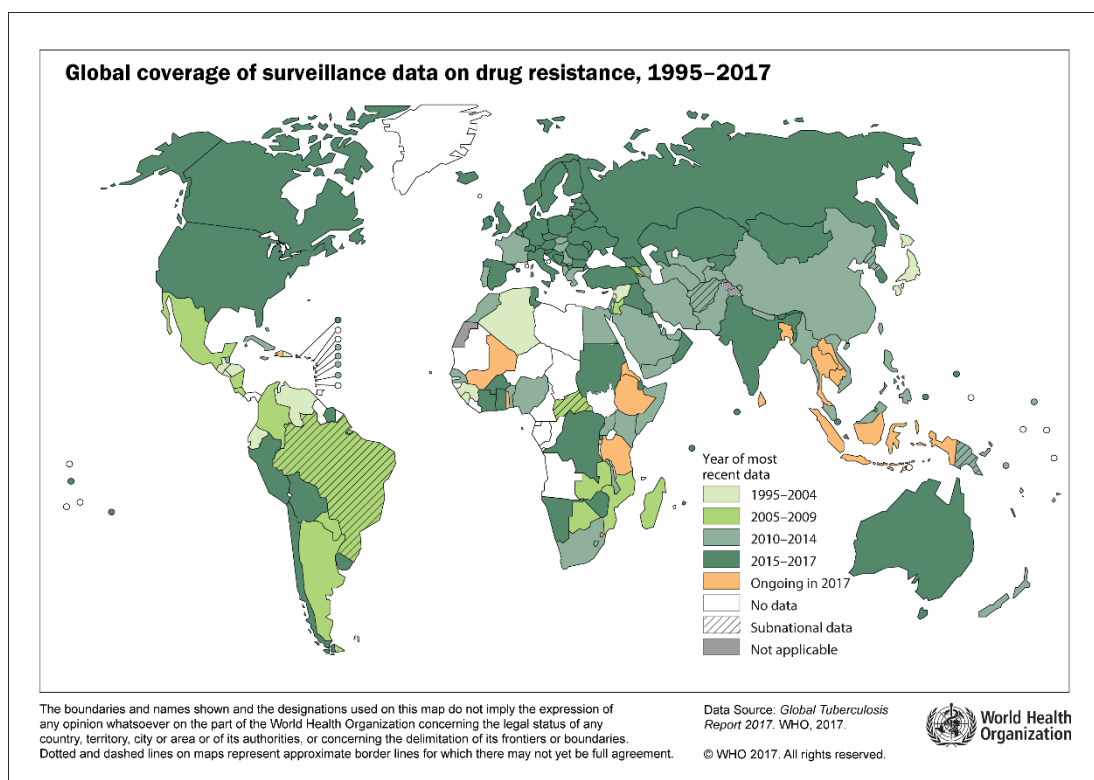 Global coverage of surveillance data on drug resistance, 1995–2017
Year of most
recent data
1995–2004
2005–2009
2010–2014
2015–2017
Ongoing in 2017
No data
Subnational data
Not applicable
The boundaries and names shown and the designations used on this map do not imply the expression of
any opinion whatsoever on the part of the World Health Organization concerning the legal status of any
country, territory, city or area or of its authorities, or concerning the delimitation of its frontiers or boundaries.
Dotted and dashed lines on maps represent approximate border lines for which there may not yet be full agreement.
Data Source: Global Tuberculosis
Report 2017. WHO, 2017.
© WHO 2017. All rights reserved.
World Health
Organization